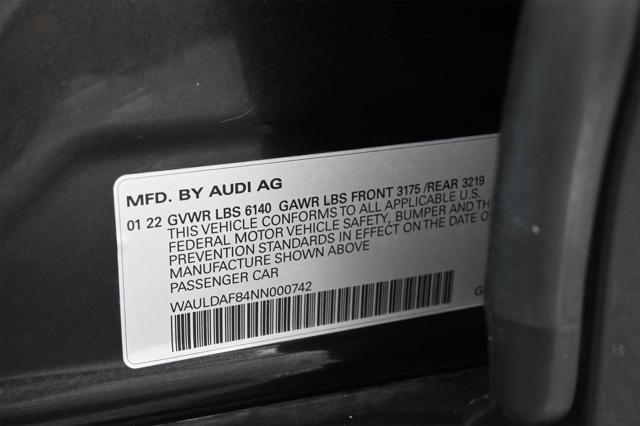 MFD. BY AUDI AG
01 22 GVWR LBS 6140 GAWR LBS FRONT 3175 /REAR 3219
THIS VEHICLE CONFORMS TO ALL APPLICABLE U.S.
FEDERAL MOTOR VEHICLE SAFETY, BUMPER AND TH
PREVENTION STANDARDS IN EFFECT ON THE DATE O
MANUFACTURE SHOWN ABOVE
PASSENGER CAR
WAULDAF84NN000742
G